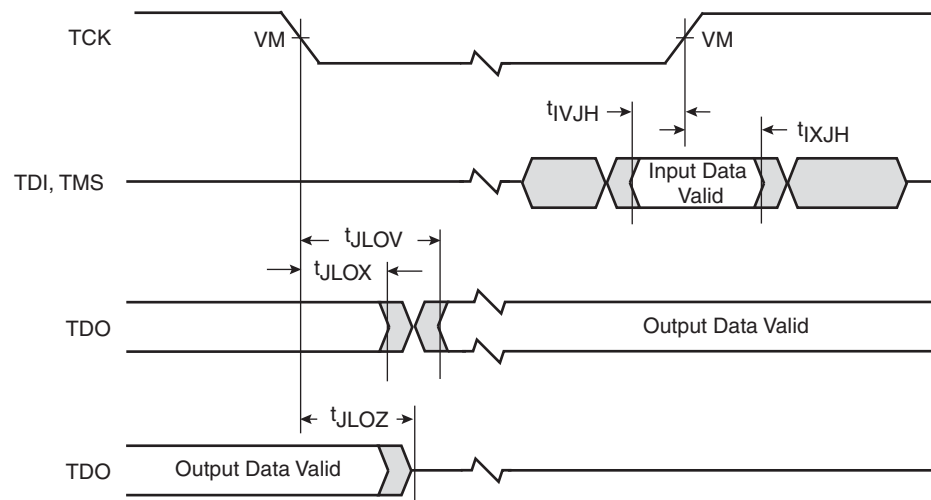 TCK
VM
VM
tIVJH
tIXJH
TDI, TMS
Input Data
Valid
tJLOV
tJLOX
TDO
Output Data Valid
tJLOZ
TDO
Output Data Valid